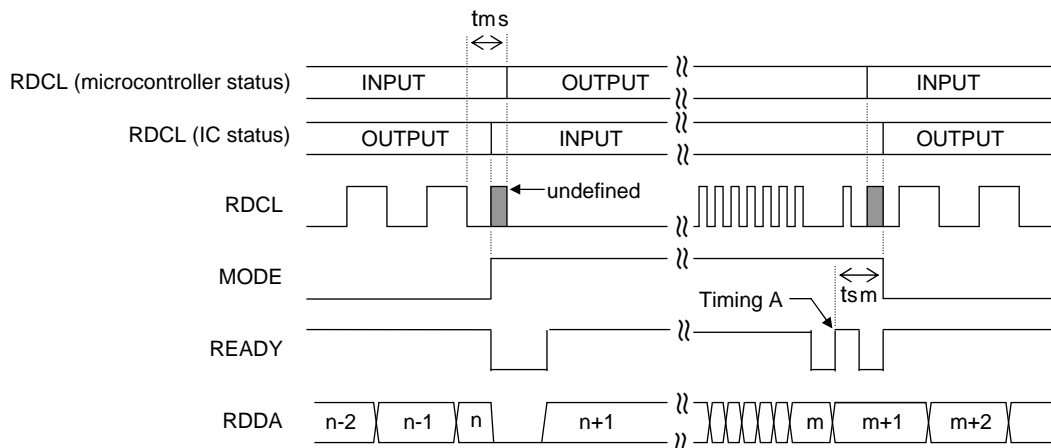 tms
RDCL (microcontroller status) INPUT OUTPUT INPUT
RDCL (IC status) OUTPUT INPUT OUTPUT
RDCL undefined
MODE
Timing A tsm
READY
RDDA n-2 n-1 n n+1 m m+1 m+2